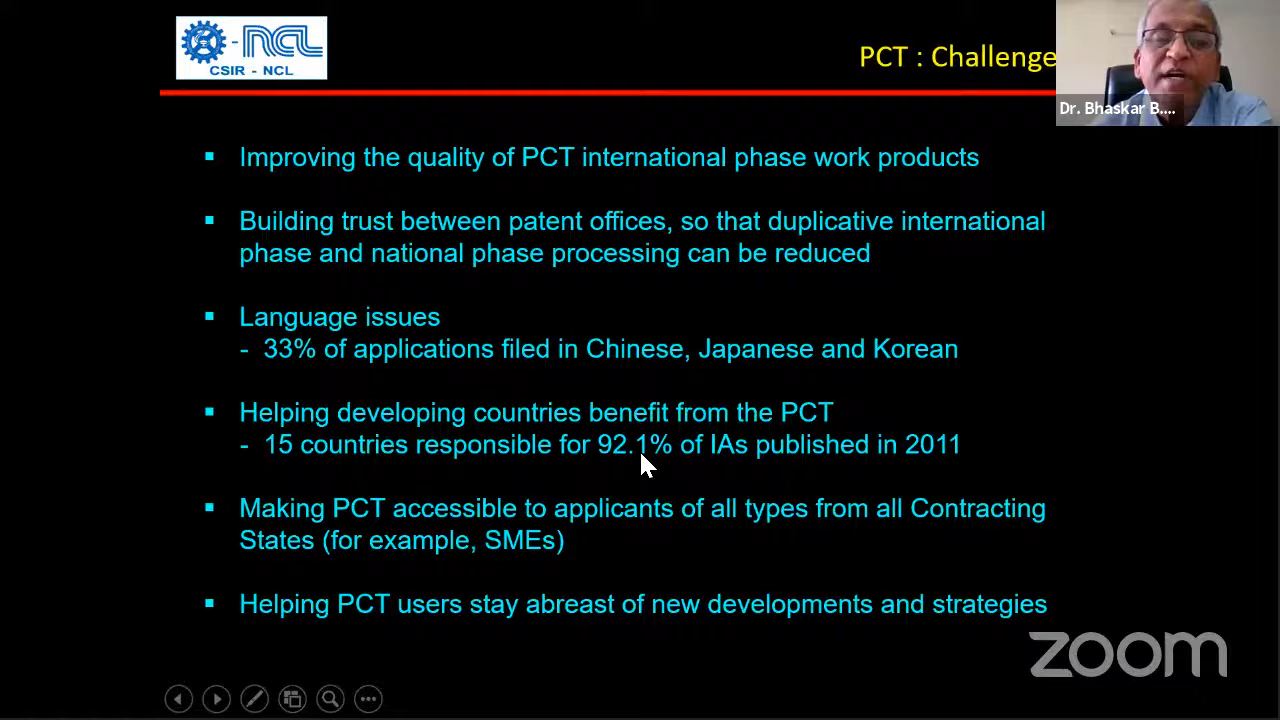 NCL
CSIR - NCL
PCT : Challenge
Dr. Bhaskar B....
▪ Improving the quality of PCT international phase work products
▪ Building trust between patent offices, so that duplicative international
phase and national phase processing can be reduced
▪ Language issues
- 33% of applications filed in Chinese, Japanese and Korean
▪ Helping developing countries benefit from the PCT
- 15 countries responsible for 92.1% of IAs published in 2011
▪ Making PCT accessible to applicants of all types from all Contracting
States (for example, SMEs)
▪ Helping PCT users stay abreast of new developments and strategies
zoom